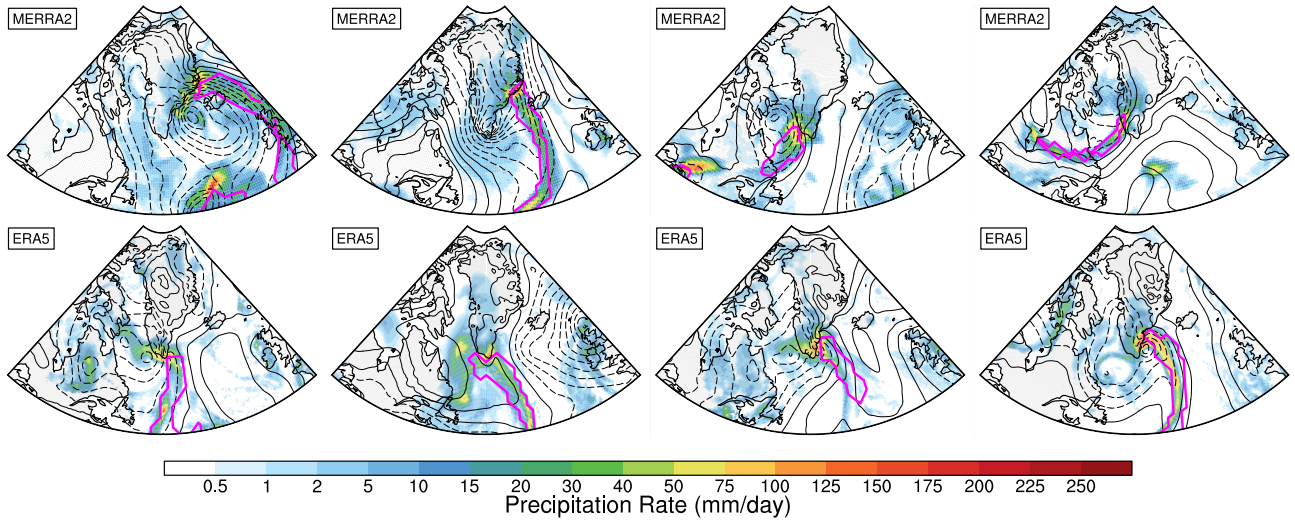 MERRA2 MERRA2 MERRA2 MERRA2
ERA5 ERA5 ERA5 ERA5
0.5 1 2 5 10 15 20 30 40 50 75 100 125 150 175 200 225 250
Precipitation Rate (mm/day)